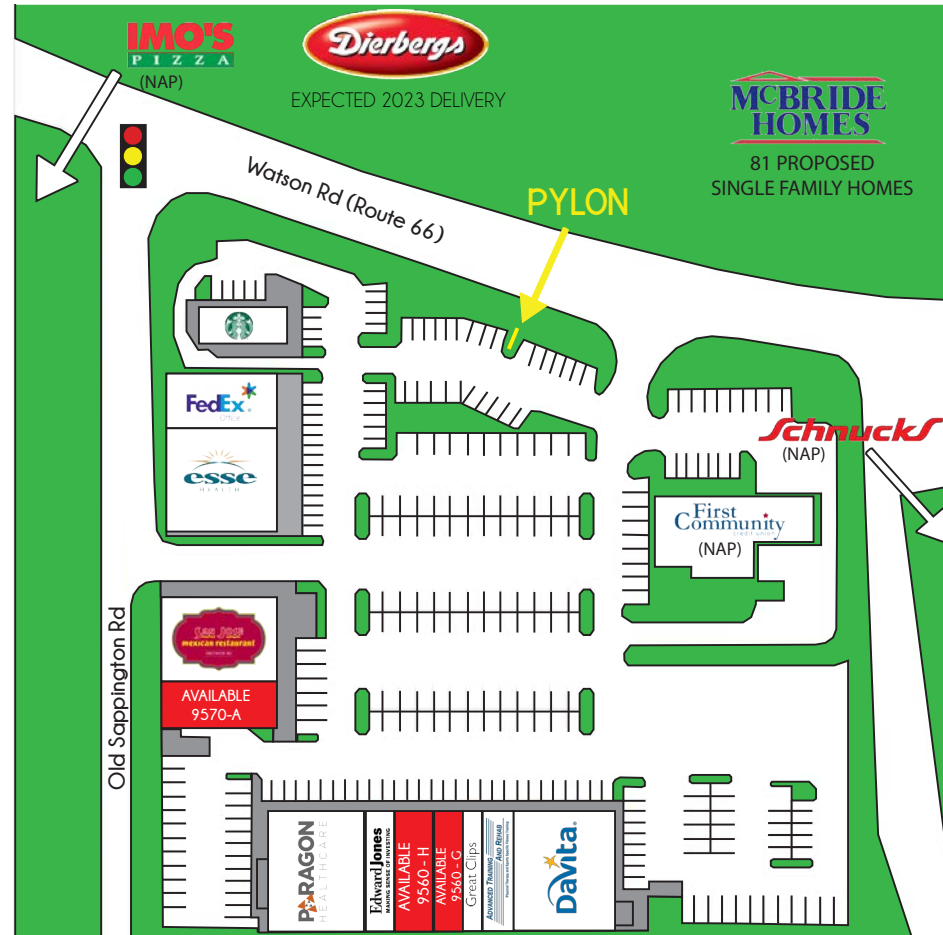 IMO'S
PIZZA
(NAP)
Dierbergs
EXPECTED 2023 DELIVERY
McBRIDE
HOMES
81 PROPOSED
SINGLE FAMILY HOMES
Watson Rd (Route 66)
PYLON
FedEx
Office
esse
HEALTH
Schnucks
(NAP)
First
Community
credit union
(NAP)
San Jose
mexican restaurant
AVAILABLE
9570-A
Old Sappington Rd
PARAGON
HEALTHCARE
Edward Jones
MAKING SENSE OF INVESTING
AVAILABLE
9560 - H
AVAILABLE
9560 - G
Great Clips
ADVANCED TRAINING
AND REHAB
DaVita